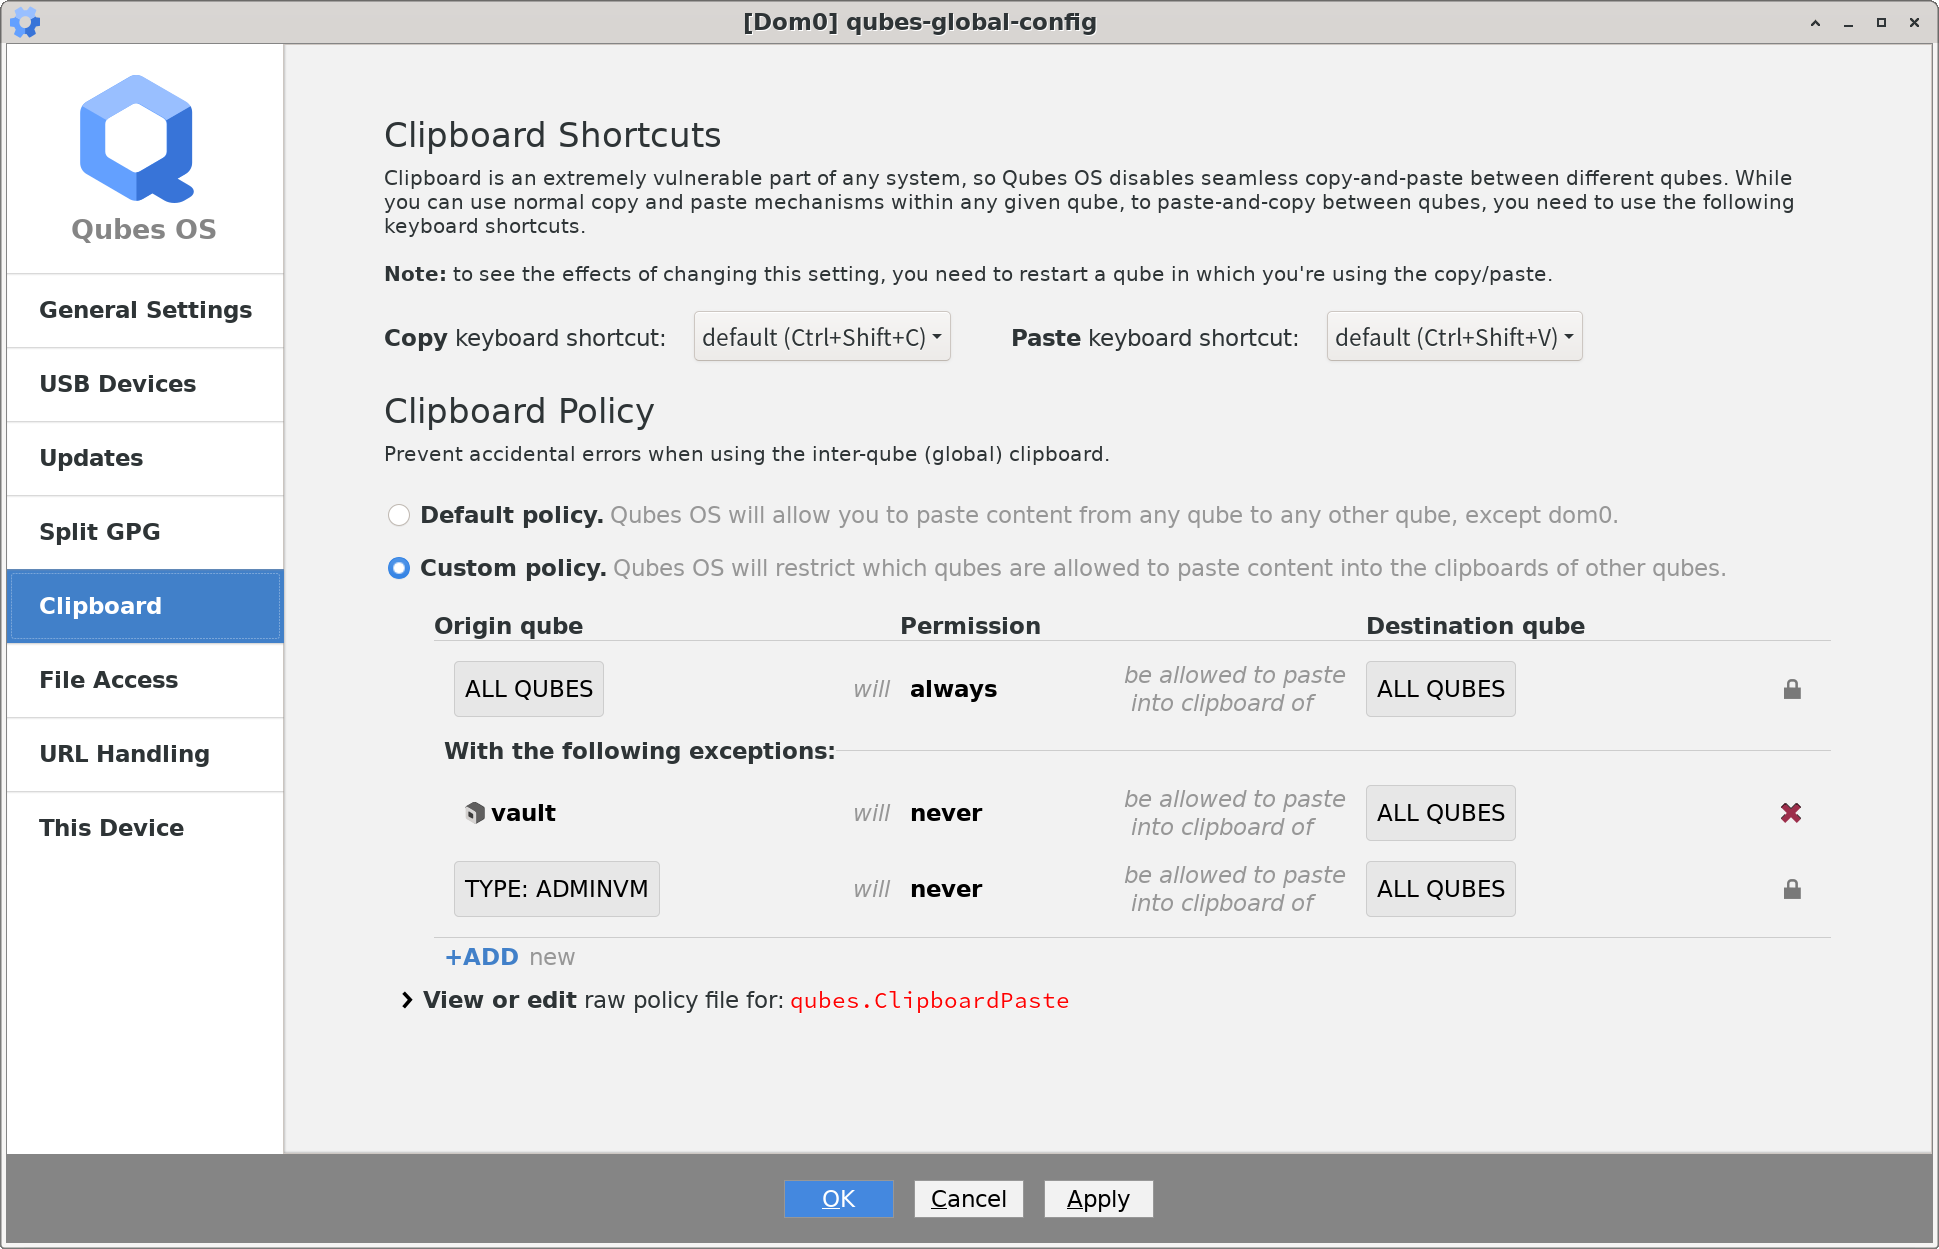 [Dom0] qubes-global-config
Qubes OS
General Settings
USB Devices
Updates
Split GPG
Clipboard
File Access
URL Handling
This Device
Clipboard Shortcuts
Clipboard is an extremely vulnerable part of any system, so Qubes OS disables seamless copy-and-paste between different qubes. While
you can use normal copy and paste mechanisms within any given qube, to paste-and-copy between qubes, you need to use the following
keyboard shortcuts.
Note: to see the effects of changing this setting, you need to restart a qube in which you're using the copy/paste.
Copy keyboard shortcut: default (Ctrl+Shift+C) Paste keyboard shortcut: default (Ctrl+Shift+V)
Clipboard Policy
Prevent accidental errors when using the inter-qube (global) clipboard.
Default policy. Qubes OS will allow you to paste content from any qube to any other qube, except dom0.
Custom policy. Qubes OS will restrict which qubes are allowed to paste content into the clipboards of other qubes.
Origin qube Permission Destination qube
ALL QUBES will always be allowed to paste into clipboard of ALL QUBES
With the following exceptions:
vault will never be allowed to paste into clipboard of ALL QUBES
TYPE: ADMINVM will never be allowed to paste into clipboard of ALL QUBES
+ADD new
View or edit raw policy file for: qubes.ClipboardPaste
OK Cancel Apply